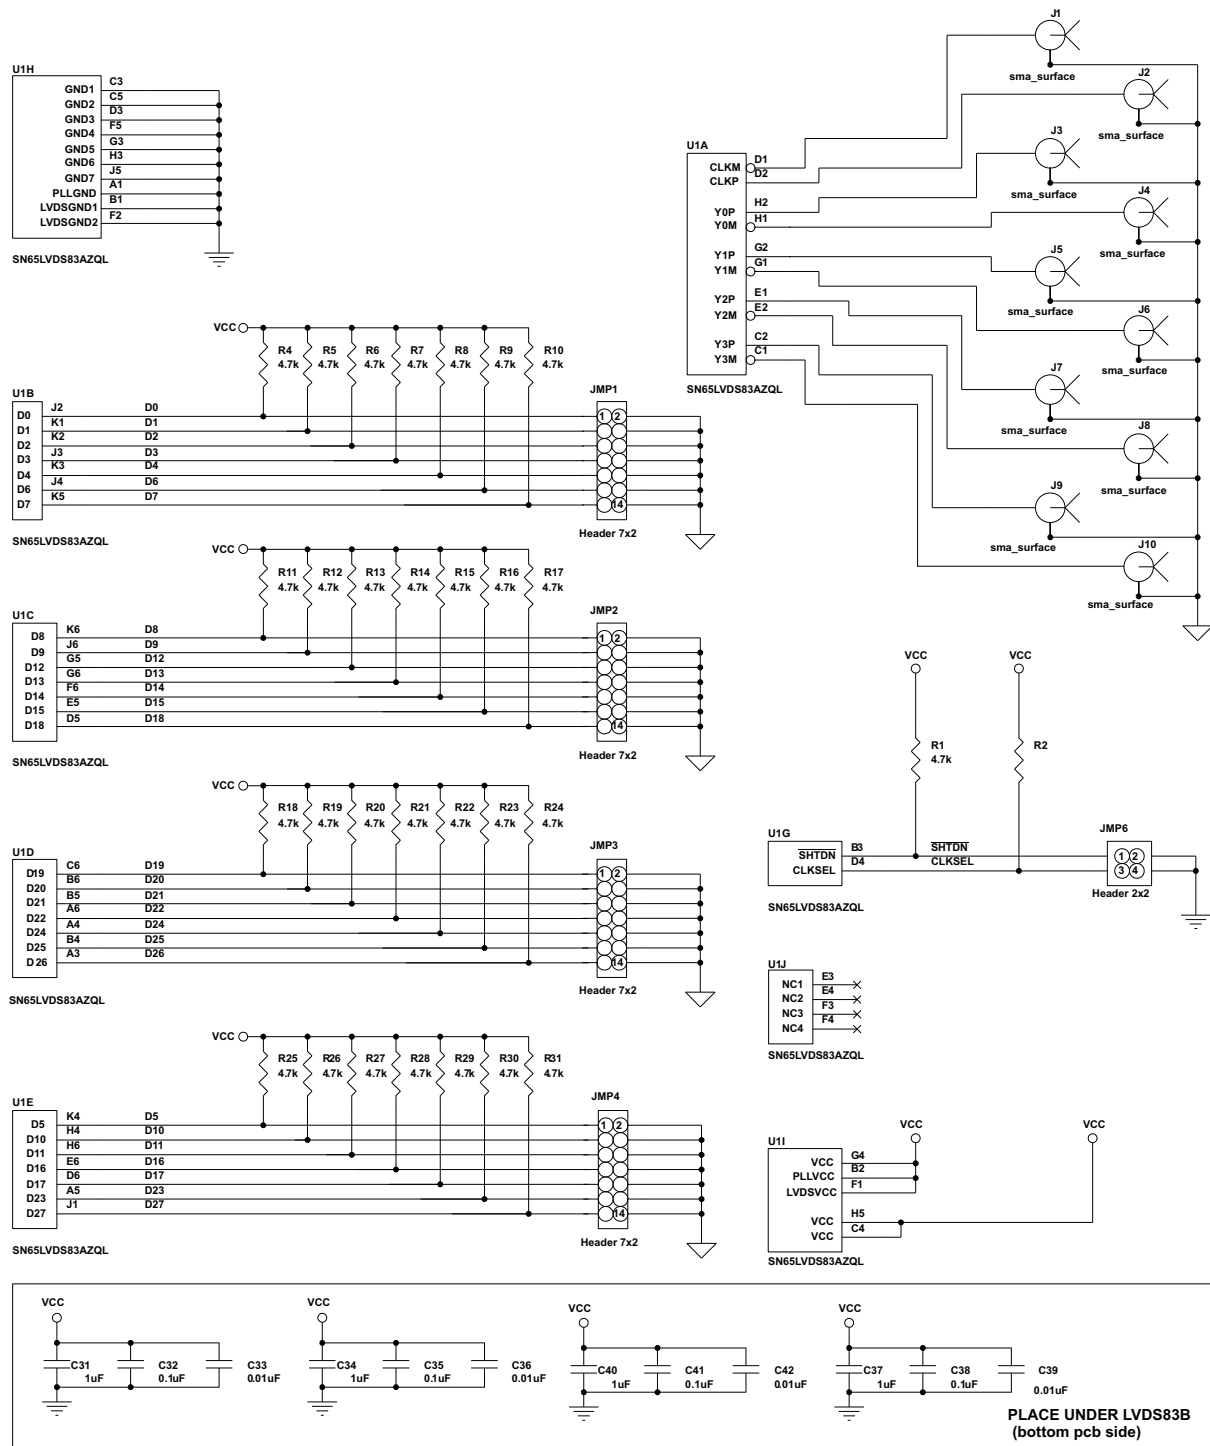 U1H
GND1 C3
GND2 C5
GND3 D3
GND4 F5
GND5 G3
GND6 H3
GND7 J5
PLLGND A1
LVDSGND1 B1
LVDSGND2 F2
SN65LVDS83AZQL
U1A
CLKM D1
CLKP D2
Y0P H2
Y0M H1
Y1P G2
Y1M G1
Y2P E1
Y2M E2
Y3P C2
Y3M C1
SN65LVDS83AZQL
J1
sma_surface
J2
sma_surface
J3
sma_surface
J4
sma_surface
J5
sma_surface
J6
sma_surface
J7
sma_surface
J8
sma_surface
J9
sma_surface
J10
sma_surface
VCC
R4 R5 R6 R7 R8 R9 R10
4.7k 4.7k 4.7k 4.7k 4.7k 4.7k 4.7k
U1B
JMP1
D0 J2 D0 1 2
D1 K1 D1
D2 K2 D2
D3 J3 D3
D4 K3 D4
D6 J4 D6
D7 K5 D7 14
SN65LVDS83AZQL
Header 7x2
VCC
R11 R12 R13 R14 R15 R16 R17
4.7k 4.7k 4.7k 4.7k 4.7k 4.7k 4.7k
U1C
JMP2
D8 K6 D8 1 2
D9 J6 D9
D12 G5 D12
D13 G6 D13
D14 F6 D14
D15 E5 D15
D18 D5 D18 14
SN65LVDS83AZQL
Header 7x2
VCC
R18 R19 R20 R21 R22 R23 R24
4.7k 4.7k 4.7k 4.7k 4.7k 4.7k 4.7k
U1D
JMP3
D19 C6 D19 1 2
D20 B6 D20
D21 B5 D21
D22 A6 D22
D24 A4 D24
D25 B4 D25
D26 A3 D26 14
SN65LVDS83AZQL
Header 7x2
VCC
R25 R26 R27 R28 R29 R30 R31
4.7k 4.7k 4.7k 4.7k 4.7k 4.7k 4.7k
U1E
JMP4
D5 K4 D5 1 2
D10 H4 D10
D11 H6 D11
D16 E6 D16
D17 D6 D17
D23 A5 D23
D27 J1 D27 14
SN65LVDS83AZQL
Header 7x2
VCC VCC
R1 R2
4.7k
U1G
JMP6
SHTDN B3 SHTDN 1 2
CLKSEL D4 CLKSEL 3 4
SN65LVDS83AZQL
Header 2x2
U1J
NC1 E3
NC2 E4
NC3 F3
NC4 F4
SN65LVDS83AZQL
VCC VCC
U1I
VCC G4
PLLVCC B2
LVDSVCC F1
VCC H5
VCC C4
SN65LVDS83AZQL
VCC VCC VCC VCC
C31 C32 C33 C34 C35 C36 C40 C41 C42 C37 C38 C39
1uF 0.1uF 0.01uF 1uF 0.1uF 0.01uF 1uF 0.1uF 0.01uF 1uF 0.1uF 0.01uF
PLACE UNDER LVDS83B
(bottom pcb side)